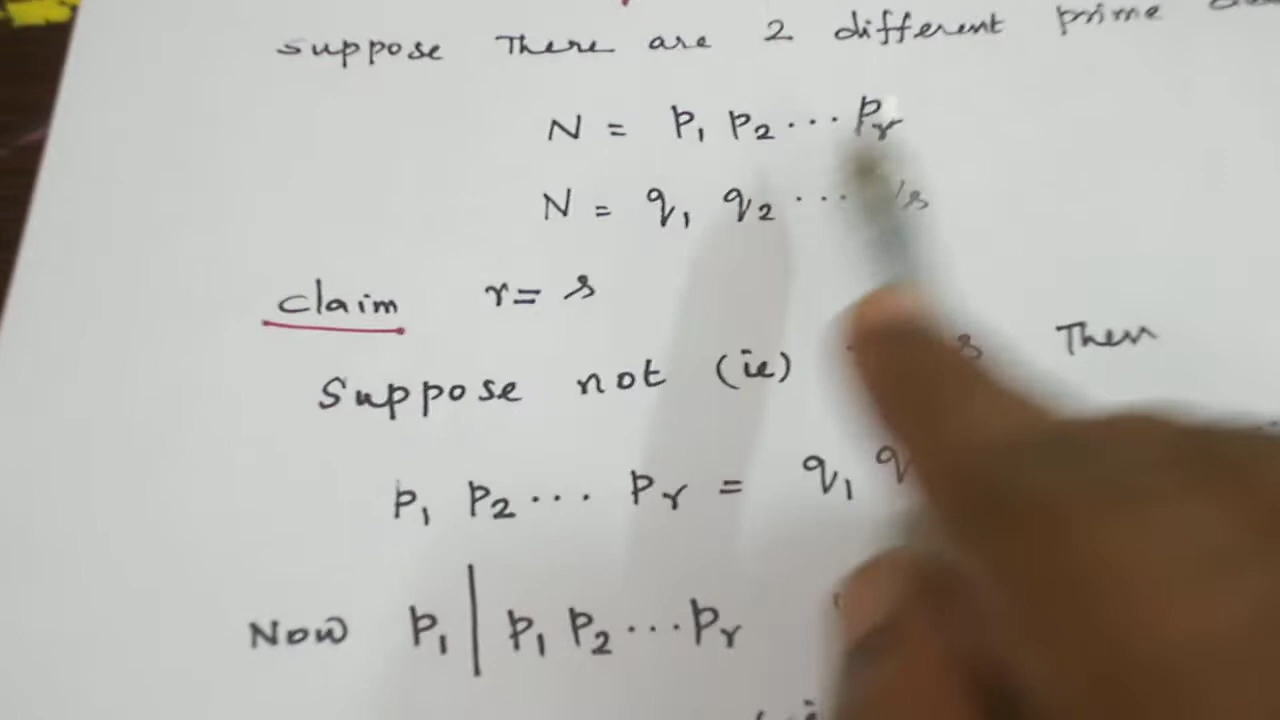 suppose There are 2 different prime
N = p₁ p₂ ... pᵣ
N = q₁ q₂ ... s
Claim r = s
Suppose not (ie) s Then
p₁ p₂ ... pᵣ = q₁ q
Now p₁ | p₁ p₂ ... pᵣ